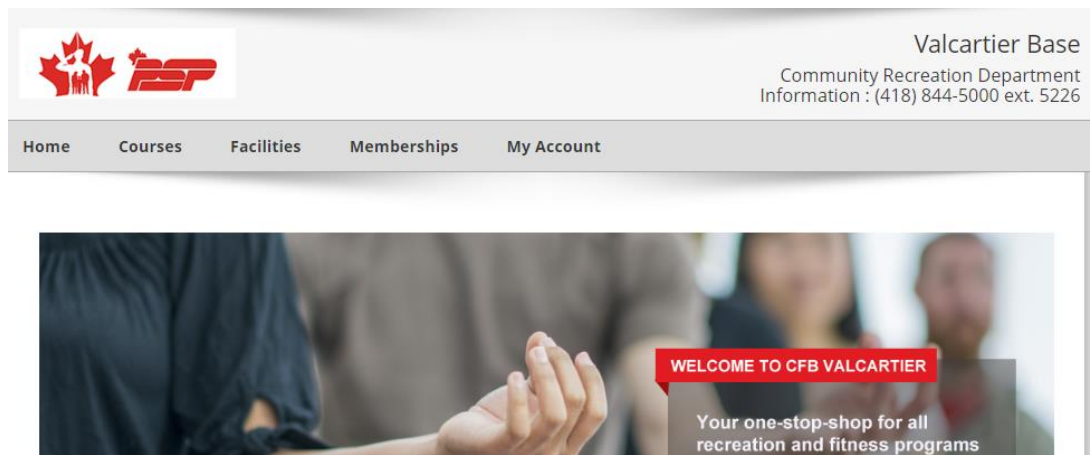 PSP
Valcartier Base
Community Recreation Department
Information : (418) 844-5000 ext. 5226
Home Courses Facilities Memberships My Account
WELCOME TO CFB VALCARTIER
Your one-stop-shop for all
recreation and fitness programs